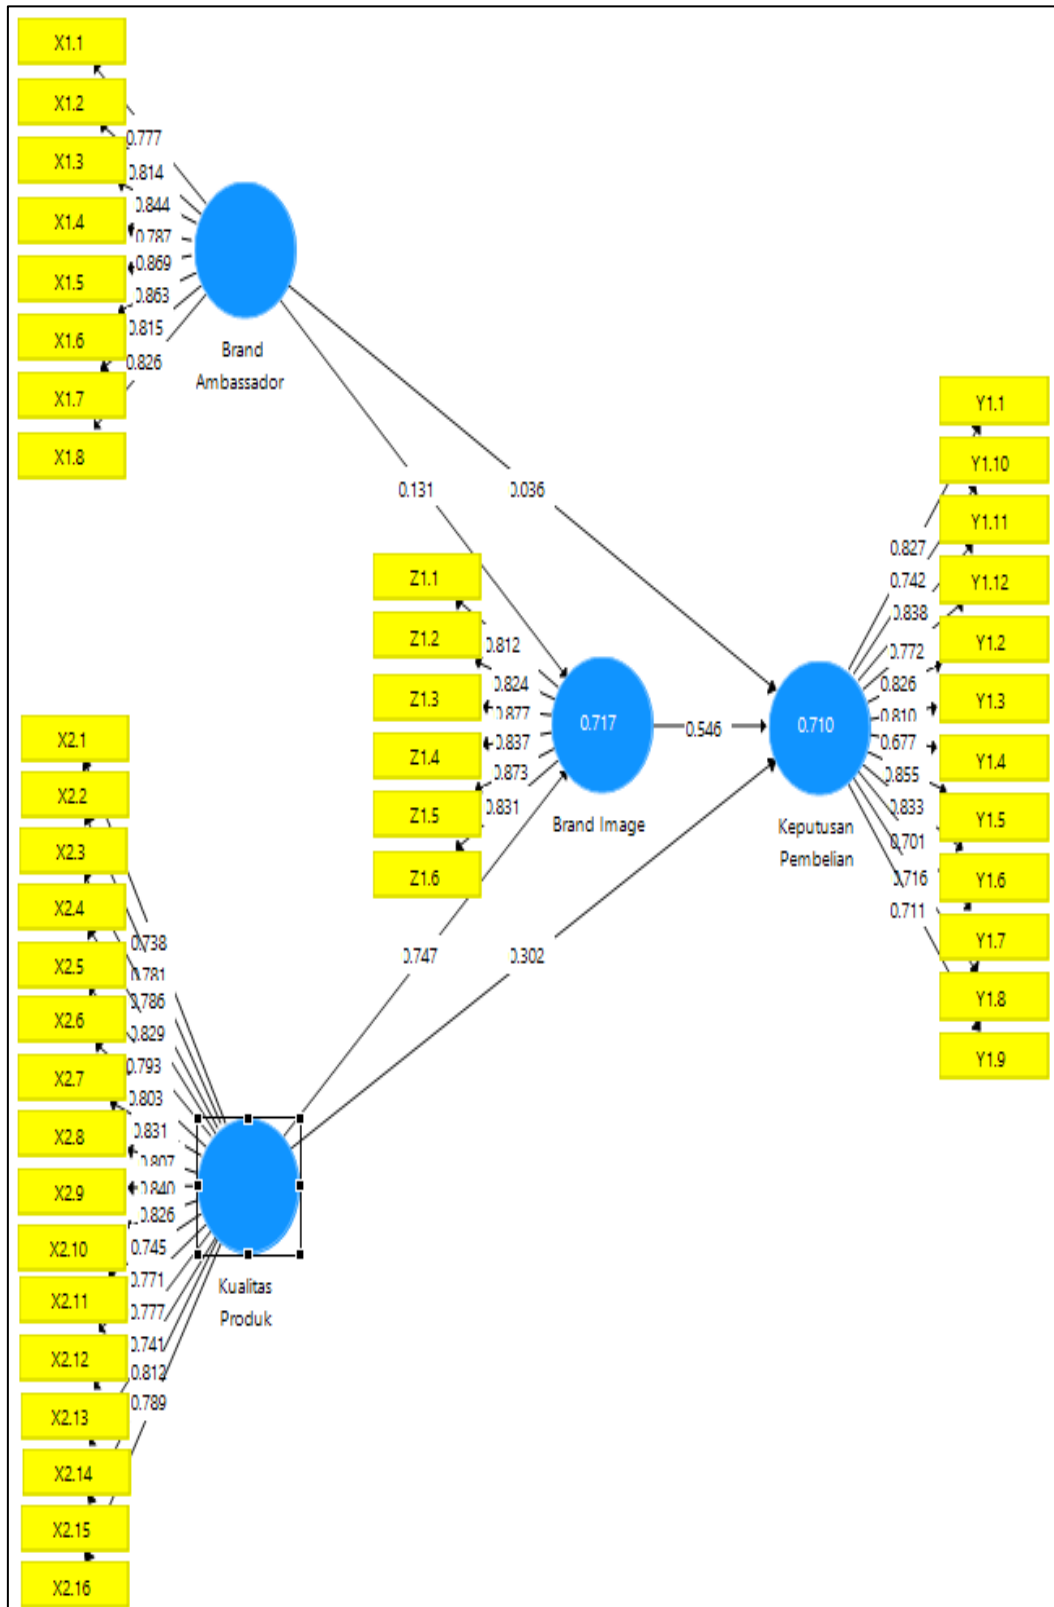 X1.1
X1.2
X1.3
X1.4
X1.5
X1.6
X1.7
X1.8
0.777
0.814
0.844
0.787
0.869
0.863
0.815
0.826
Brand
Ambassador
0.131
0.036
Z1.1
Z1.2
Z1.3
Z1.4
Z1.5
Z1.6
0.812
0.824
0.877
0.837
0.873
0.831
0.717
Brand Image
0.546
0.710
Keputusan
Pembelian
0.827
0.742
0.838
0.772
0.826
0.810
0.677
0.855
0.833
0.701
0.716
0.711
Y1.1
Y1.10
Y1.11
Y1.12
Y1.2
Y1.3
Y1.4
Y1.5
Y1.6
Y1.7
Y1.8
Y1.9
0.747
0.302
X2.1
X2.2
X2.3
X2.4
X2.5
X2.6
X2.7
X2.8
X2.9
X2.10
X2.11
X2.12
X2.13
X2.14
X2.15
X2.16
0.738
0.781
0.786
0.829
0.793
0.803
0.831
0.807
0.840
0.826
0.745
0.771
0.777
0.741
0.812
0.789
Kualitas
Produk